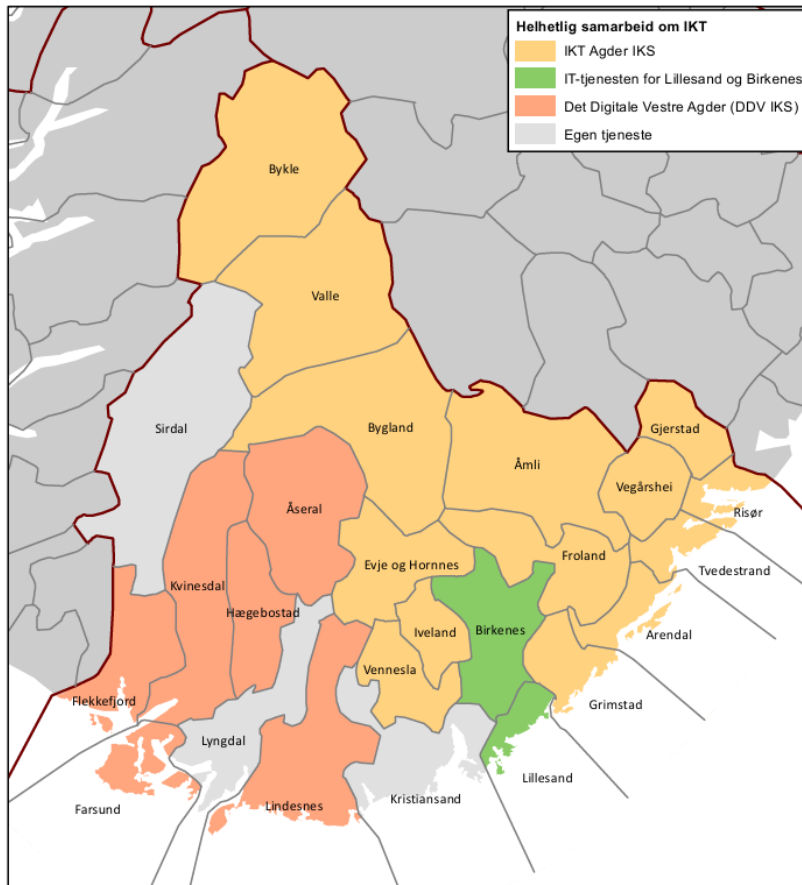 Helhetlig samarbeid om IKT
IKT Agder IKS
IT-tjenesten for Lillesand og Birkenes
Det Digitale Vestre Agder (DDV IKS)
Egen tjeneste
Bykle
Valle
Sirdal
Bygland
Gjerstad
Åmli
Vegårshei
Åseral
Risør
Evje og Hornnes
Froland
Tvedestrand
Kvinesdal
Hægebostad
Iveland
Birkenes
Arendal
Vennesla
Flekkefjord
Grimstad
Lyngdal
Lillesand
Farsund
Lindesnes
Kristiansand